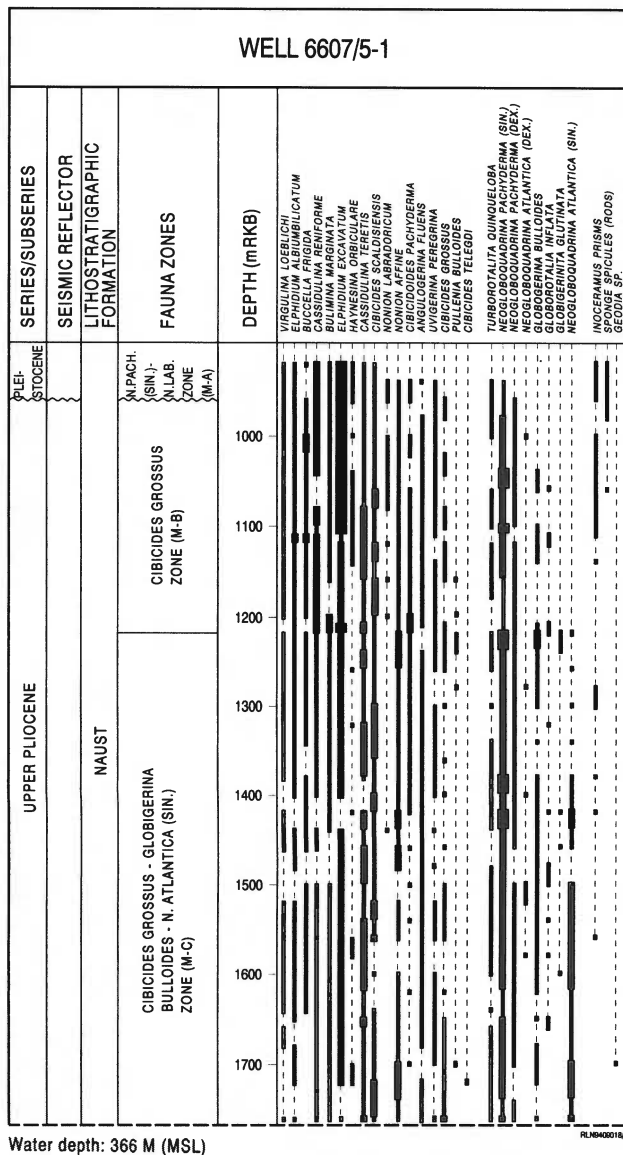 WELL 6607/5-1
SERIES/SUBSERIES
SEISMIC REFLECTOR
LITHOSTRATIGRAPHIC
FORMATION
FAUNA ZONES
DEPTH (mRKB)
VIRGULINA LOEBLICHI
ELPHIDIUM ALBIUMBILICATUM
BUCCELLA FRIGIDA
CASSIDULINA RENIFORME
BULIMINA MARGINATA
ELPHIDIUM EXCAVATUM
HAYNESINA ORBICULARE
CASSIDULINA TERETIS
CIBICIDES SCALDISIENSIS
NONION LABRADORICUM
NONION AFFINE
CIBICIDOIDES PACHYDERMA
ANGULOGERINA FLUENS
UVIGERINA PEREGRINA
CIBICIDES GROSSUS
PULLENIA BULLOIDES
CIBICIDES TELEGDI
TURBOROTALITA QUINQUELOBA
NEOGLOBOQUADRINA PACHYDERMA (SIN.)
NEOGLOBOQUADRINA PACHYDERMA (DEX.)
NEOGLOBOQUADRINA ATLANTICA (DEX.)
GLOBOGERINA BULLOIDES
GLOBOROTALIA INFLATA
GLOBIGERINITA GLUTINATA
NEOGLOBOQUADRINA ATLANTICA (SIN.)
INOCERAMUS PRISMS
SPONGE SPICULES (RODS)
GEODIA SP.
PLEI-
STOCENE
N.PACH.
(SIN.)-
N.LAB.
ZONE
(M-A)
1000
CIBICIDES GROSSUS
ZONE (M-B)
1100
1200
UPPER PLIOCENE
NAUST
CIBICIDES GROSSUS - GLOBIGERINA
BULLOIDES - N. ATLANTICA (SIN.)
ZONE (M-C)
1300
1400
1500
1600
1700
Water depth: 366 M (MSL)